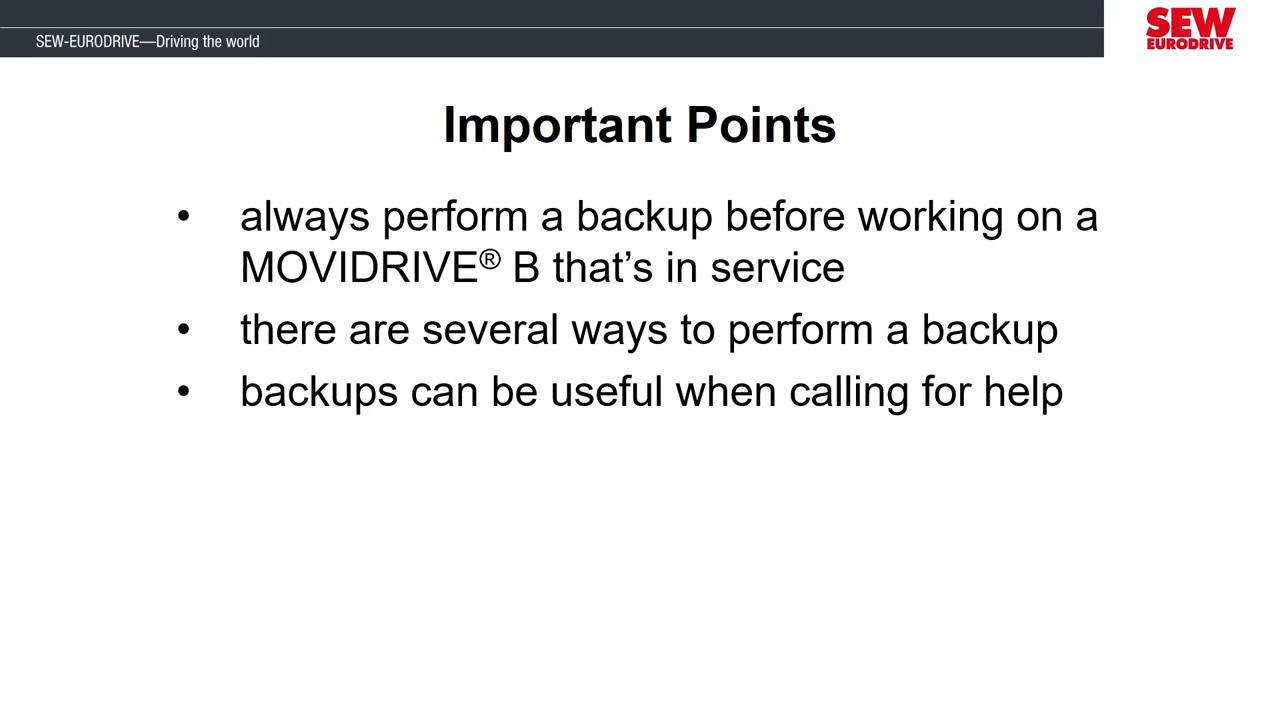 SEW-EURODRIVE—Driving the world
SEW
EURODRIVE
Important Points
• always perform a backup before working on a
MOVIDRIVE® B that’s in service
• there are several ways to perform a backup
• backups can be useful when calling for help